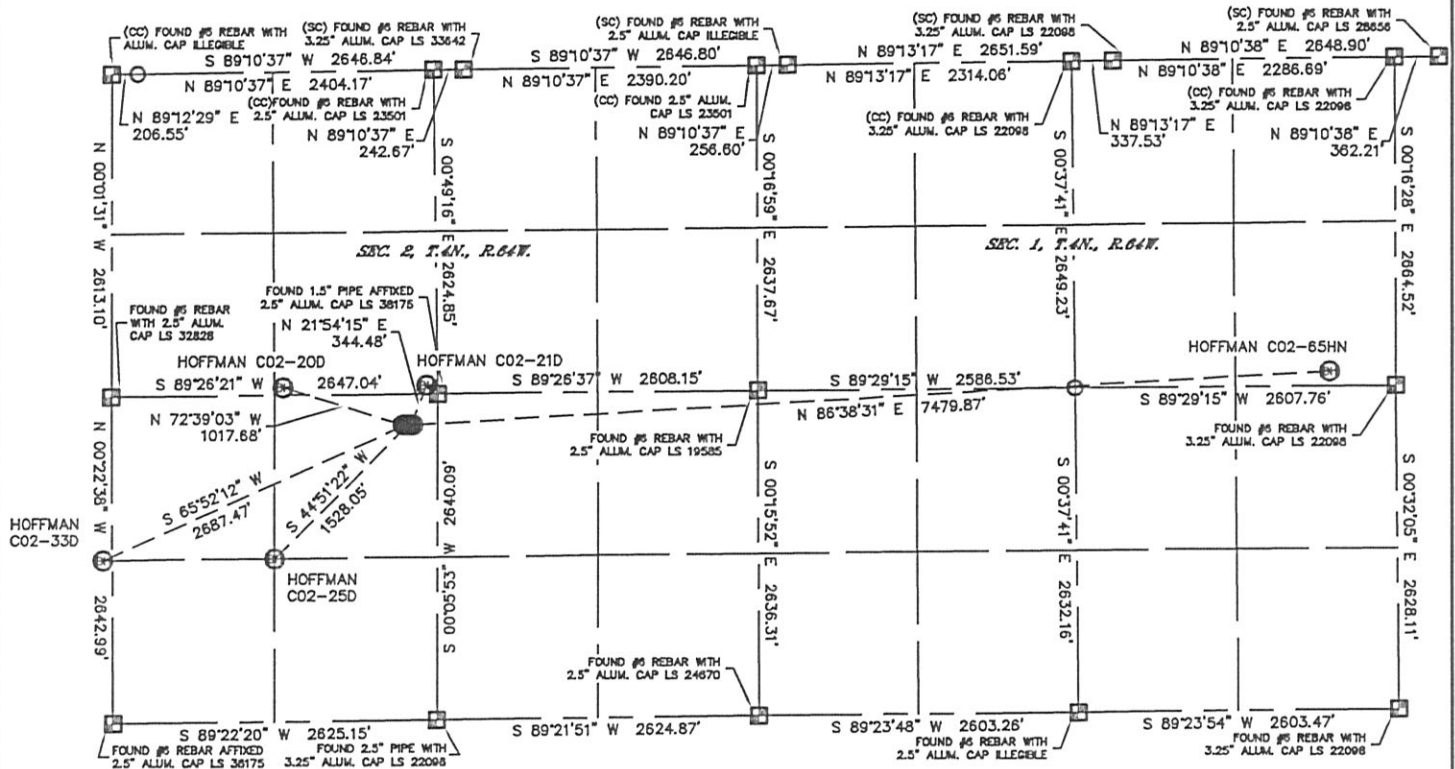 (CC) FOUND #6 REBAR WITH
ALUM. CAP ILLEGIBLE
(SC) FOUND #6 REBAR WITH
3.25" ALUM. CAP LS 33642
S 89°10'37" W 2646.84'
N 89°10'37" E 2404.17'
N 89°12'29" E
206.55'
(CC)FOUND #6 REBAR WITH
2.5" ALUM. CAP LS 23501
N 89°10'37" E
242.67'
(SC) FOUND #6 REBAR WITH
2.5" ALUM. CAP ILLEGIBLE
S 89°10'37" W 2646.80'
N 89°10'37" E 2390.20'
(CC) FOUND 2.5" ALUM.
CAP LS 23501
N 89°10'37" E
256.60'
(SC) FOUND #6 REBAR WITH
3.25" ALUM. CAP LS 22098
N 89°13'17" E 2651.59'
N 89°13'17" E 2314.06'
(CC) FOUND #6 REBAR WITH
3.25" ALUM. CAP LS 22098
N 89°13'17" E
337.53'
(SC) FOUND #6 REBAR WITH
2.5" ALUM. CAP LS 28656
N 89°10'38" E 2648.90'
N 89°10'38" E 2286.69'
(CC) FOUND #6 REBAR WITH
3.25" ALUM. CAP LS 22098
N 89°10'38" E
362.21'
N 00°01'31" W 2613.10'
S 00°49'16" E 2624.85'
S 00°16'59" E 2637.67'
S 00°37'41" E 2649.23'
S 00°16'28" E 2664.52'
SEC. 2, T.4N., R.64W.
SEC. 1, T.4N., R.64W.
FOUND #6 REBAR
WITH 2.5" ALUM.
CAP LS 32828
FOUND 1.5" PIPE AFFIXED
2.5" ALUM. CAP LS 38175
N 21°54'15" E
344.48'
HOFFMAN C02-20D
HOFFMAN C02-21D
HOFFMAN C02-65HN
S 89°26'21" W 2647.04'
S 89°26'37" W 2608.15'
S 89°29'15" W 2586.53'
S 89°29'15" W 2607.76'
N 72°39'03" W
1017.68'
N 86°38'31" E 7479.87'
FOUND #6 REBAR WITH
2.5" ALUM. CAP LS 19585
FOUND #6 REBAR WITH
3.25" ALUM. CAP LS 22098
N 00°22'38" W 2642.99'
S 65°52'12" W
2687.47'
S 44°51'22" W
1528.05'
S 00°05'53" W 2640.09'
S 00°15'52" E 2636.31'
S 00°37'41" E 2632.16'
S 00°32'05" E 2628.11'
HOFFMAN
C02-33D
HOFFMAN
C02-25D
FOUND #6 REBAR WITH
2.5" ALUM. CAP LS 24670
S 89°22'20" W 2625.15'
S 89°21'51" W 2624.87'
S 89°23'48" W 2603.26'
S 89°23'54" W 2603.47'
FOUND #6 REBAR AFFIXED
2.5" ALUM. CAP LS 38175
FOUND 2.5" PIPE WITH
3.25" ALUM. CAP LS 22098
FOUND #6 REBAR WITH
2.5" ALUM. CAP ILLEGIBLE
FOUND #6 REBAR WITH
3.25" ALUM. CAP LS 22098